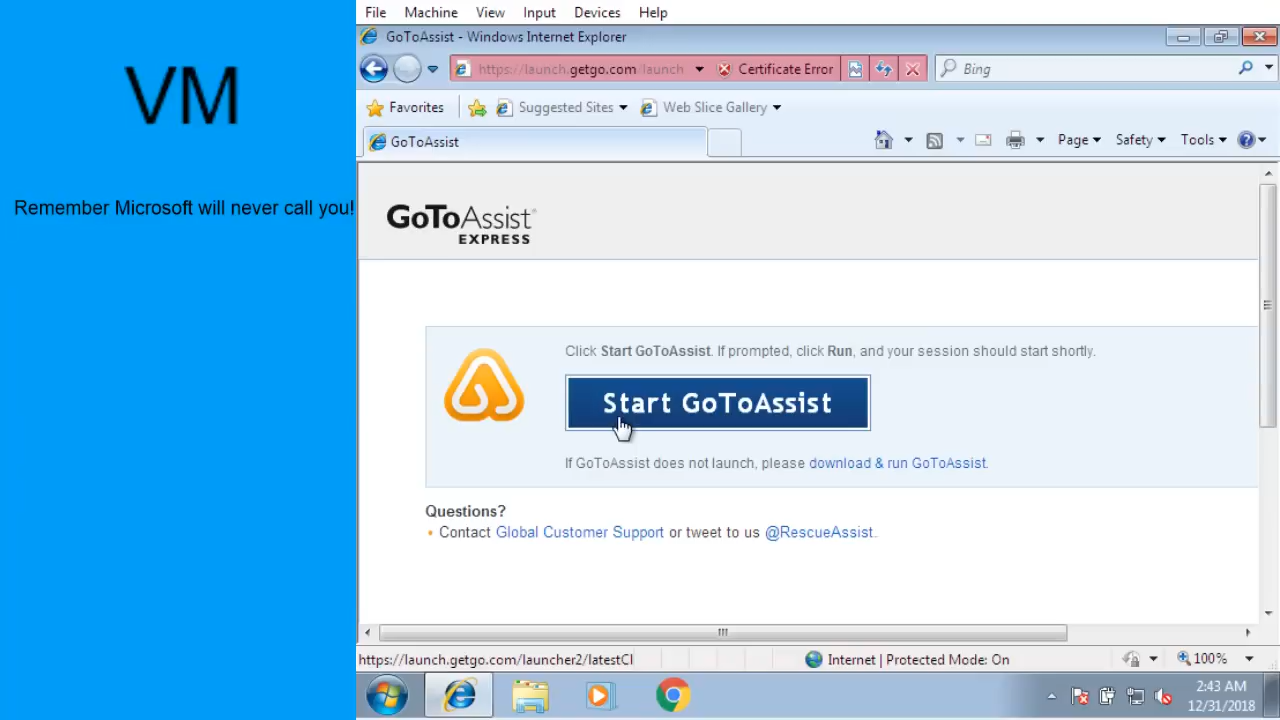 VM
Remember Microsoft will never call you!
File Machine View Input Devices Help
GoToAssist - Windows Internet Explorer
https://launch.getgo.com/launch Certificate Error Bing
Favorites Suggested Sites Web Slice Gallery
GoToAssist Page Safety Tools
GoToAssist
EXPRESS
Click Start GoToAssist. If prompted, click Run, and your session should start shortly.
Start GoToAssist
If GoToAssist does not launch, please download & run GoToAssist.
Questions?
• Contact Global Customer Support or tweet to us @RescueAssist.
https://launch.getgo.com/launcher2/latestCl Internet | Protected Mode: On 100%
2:43 AM
12/31/2018